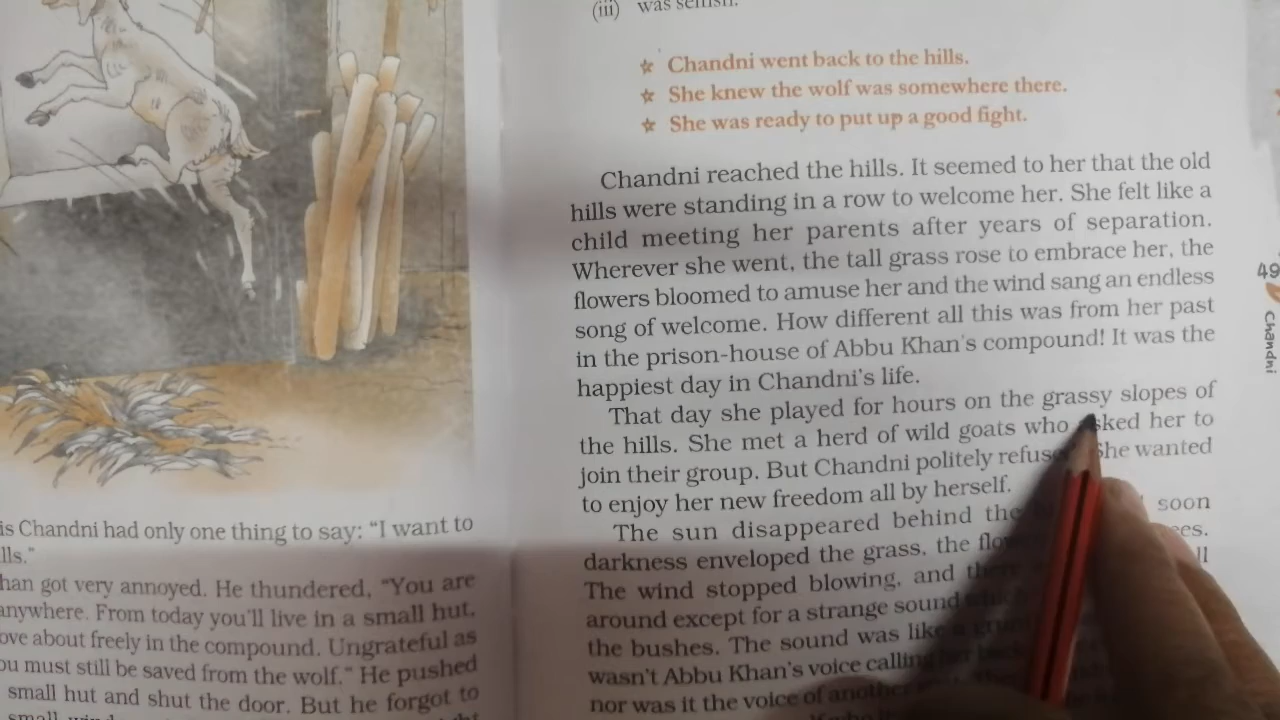 is Chandni had only one thing to say: "I want to
lls."
han got very annoyed. He thundered, "You are
anywhere. From today you'll live in a small hut,
ove about freely in the compound. Ungrateful as
ou must still be saved from the wolf." He pushed
small hut and shut the door. But he forgot to
small
(iii) was selfish.
☆ Chandni went back to the hills.
☆ She knew the wolf was somewhere there.
☆ She was ready to put up a good fight.
Chandni reached the hills. It seemed to her that the old
hills were standing in a row to welcome her. She felt like a
child meeting her parents after years of separation.
Wherever she went, the tall grass rose to embrace her, the
flowers bloomed to amuse her and the wind sang an endless
song of welcome. How different all this was from her past
in the prison-house of Abbu Khan's compound! It was the
happiest day in Chandni's life.
That day she played for hours on the grassy slopes of
the hills. She met a herd of wild goats who asked her to
join their group. But Chandni politely refused. She wanted
to enjoy her new freedom all by herself.
The sun disappeared behind the soon
darkness enveloped the grass, the
The wind stopped blowing, and
around except for a strange sound
the bushes. The sound was like a
wasn't Abbu Khan's voice calling her back
nor was it the voice of another
49
Chandni